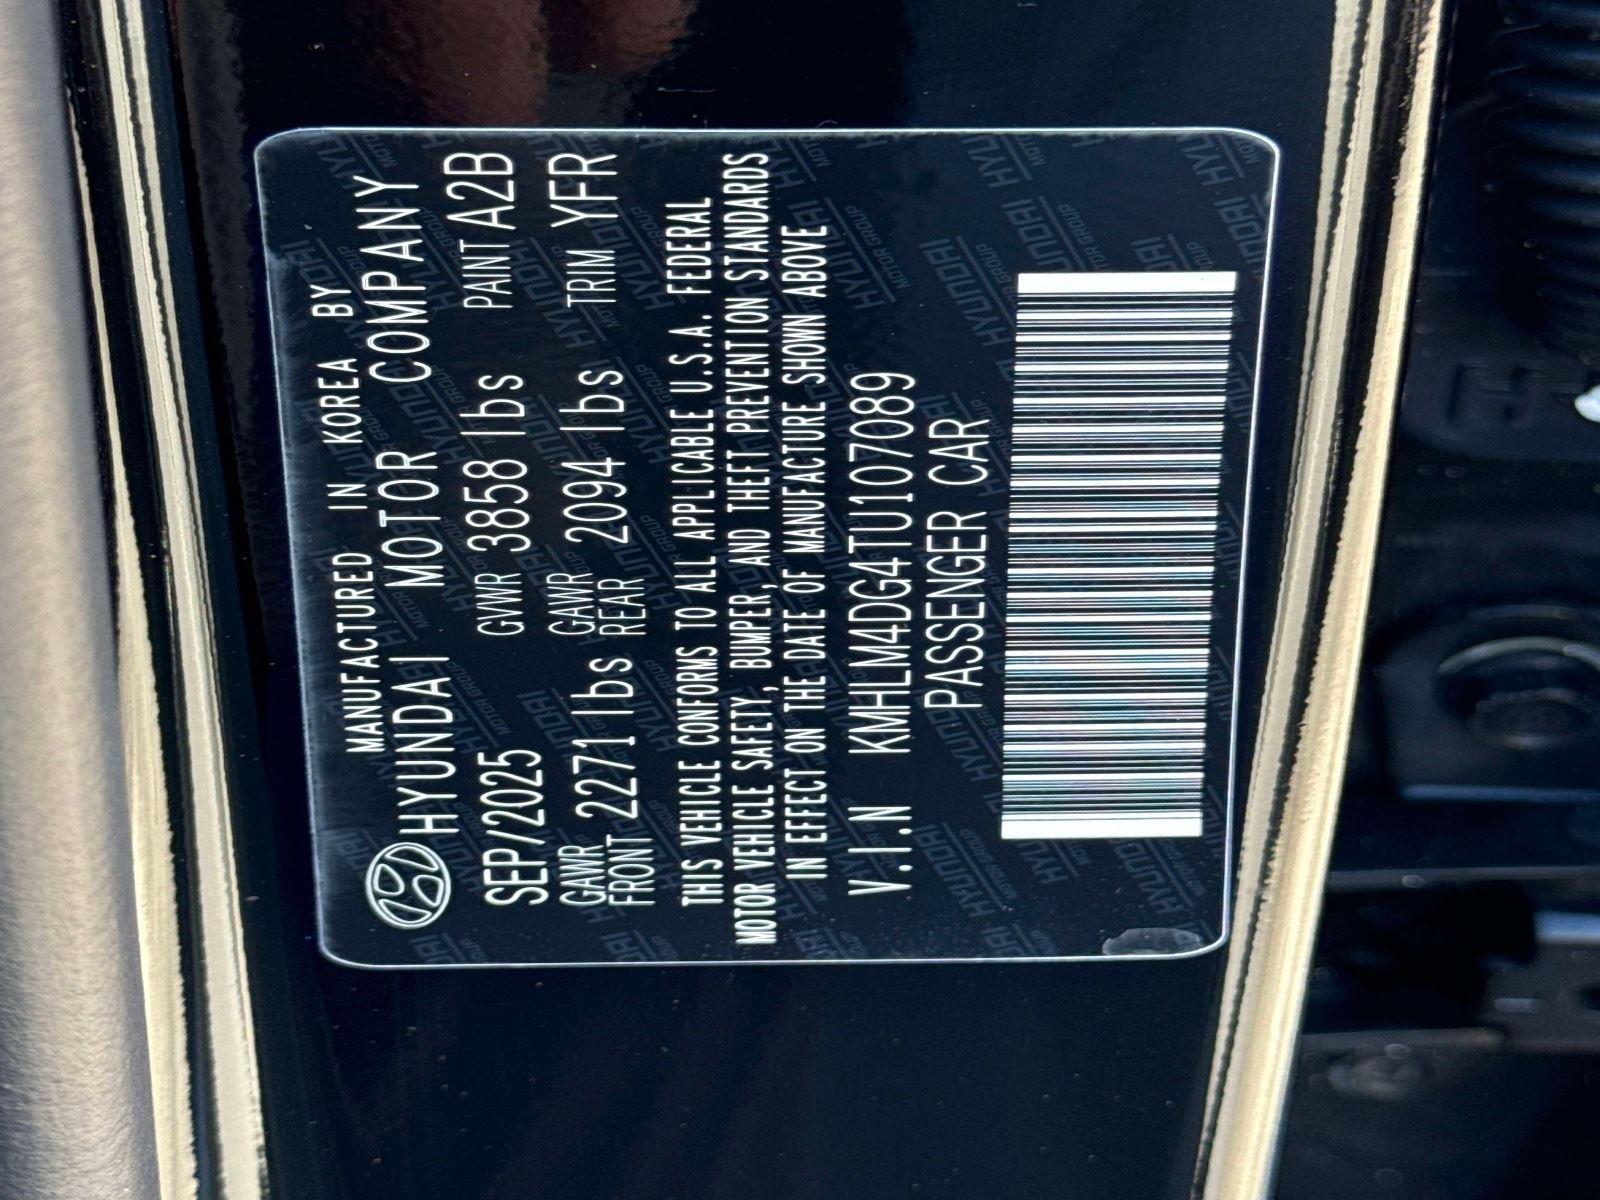 MANUFACTURED IN KOREA BY
HYUNDAI MOTOR COMPANY
SEP/2025 GVWR 3858 lbs PAINT A2B
GAWR FRONT 2271 lbs GAWR REAR 2094 lbs TRIM YFR
THIS VEHICLE CONFORMS TO ALL APPLICABLE U.S.A. FEDERAL
MOTOR VEHICLE SAFETY, BUMPER, AND THEFT PREVENTION STANDARDS
IN EFFECT ON THE DATE OF MANUFACTURE SHOWN ABOVE
V.I.N KMHLM4DG4TU107089
PASSENGER CAR